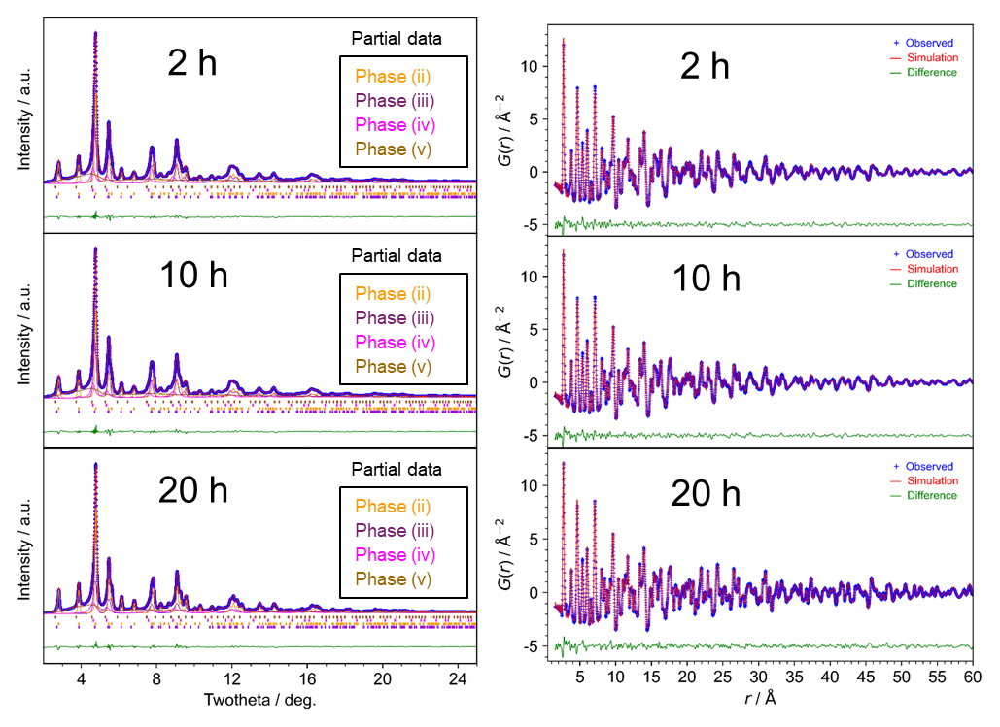 Intensity / a.u.
2 h
Partial data
Phase (ii)
Phase (iii)
Phase (iv)
Phase (v)
Intensity / a.u.
10 h
Partial data
Phase (ii)
Phase (iii)
Phase (iv)
Phase (v)
Intensity / a.u.
20 h
Partial data
Phase (ii)
Phase (iii)
Phase (iv)
Phase (v)
4 8 12 16 20 24
Twotheta / deg.
G(r) / Å⁻²
10
5
0
-5
2 h
Observed
Simulation
Difference
G(r) / Å⁻²
10
5
0
-5
10 h
Observed
Simulation
Difference
G(r) / Å⁻²
10
5
0
-5
20 h
Observed
Simulation
Difference
5 10 15 20 25 30 35 40 45 50 55 60
r / Å